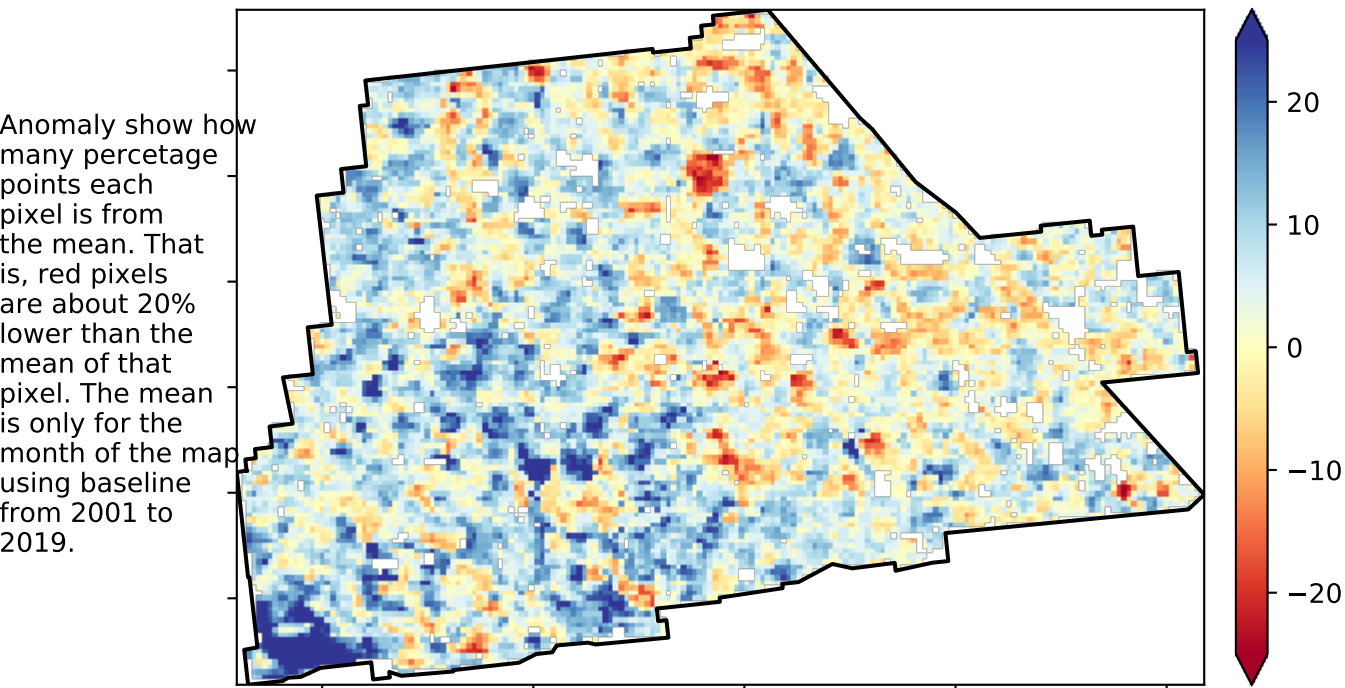 Anomaly show how
many percetage
points each
pixel is from
the mean. That
is, red pixels
are about 20%
lower than the
mean of that
pixel. The mean
is only for the
month of the map
using baseline
from 2001 to
2019.
20
10
0
−10
−20